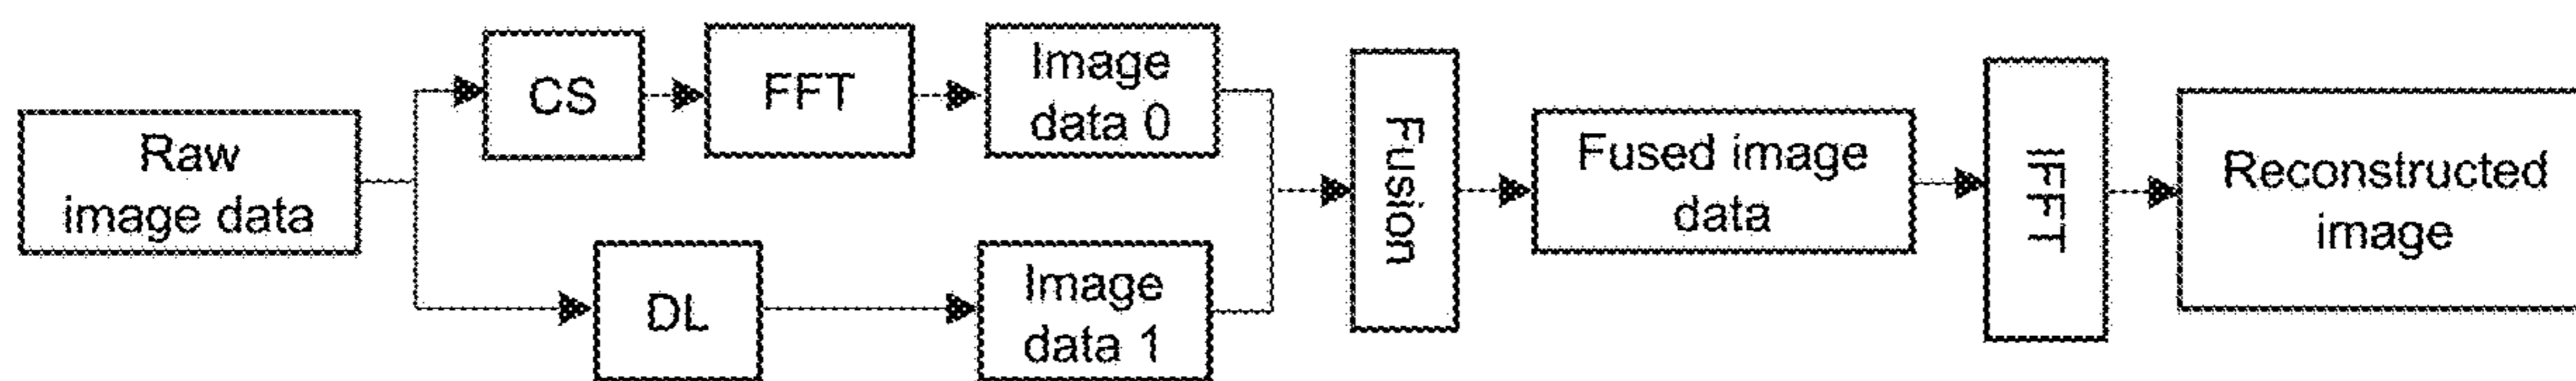 Raw
image data
CS
FFT
Image
data 0
DL
Image
data 1
Fusion
Fused image
data
IFFT
Reconstructed
image